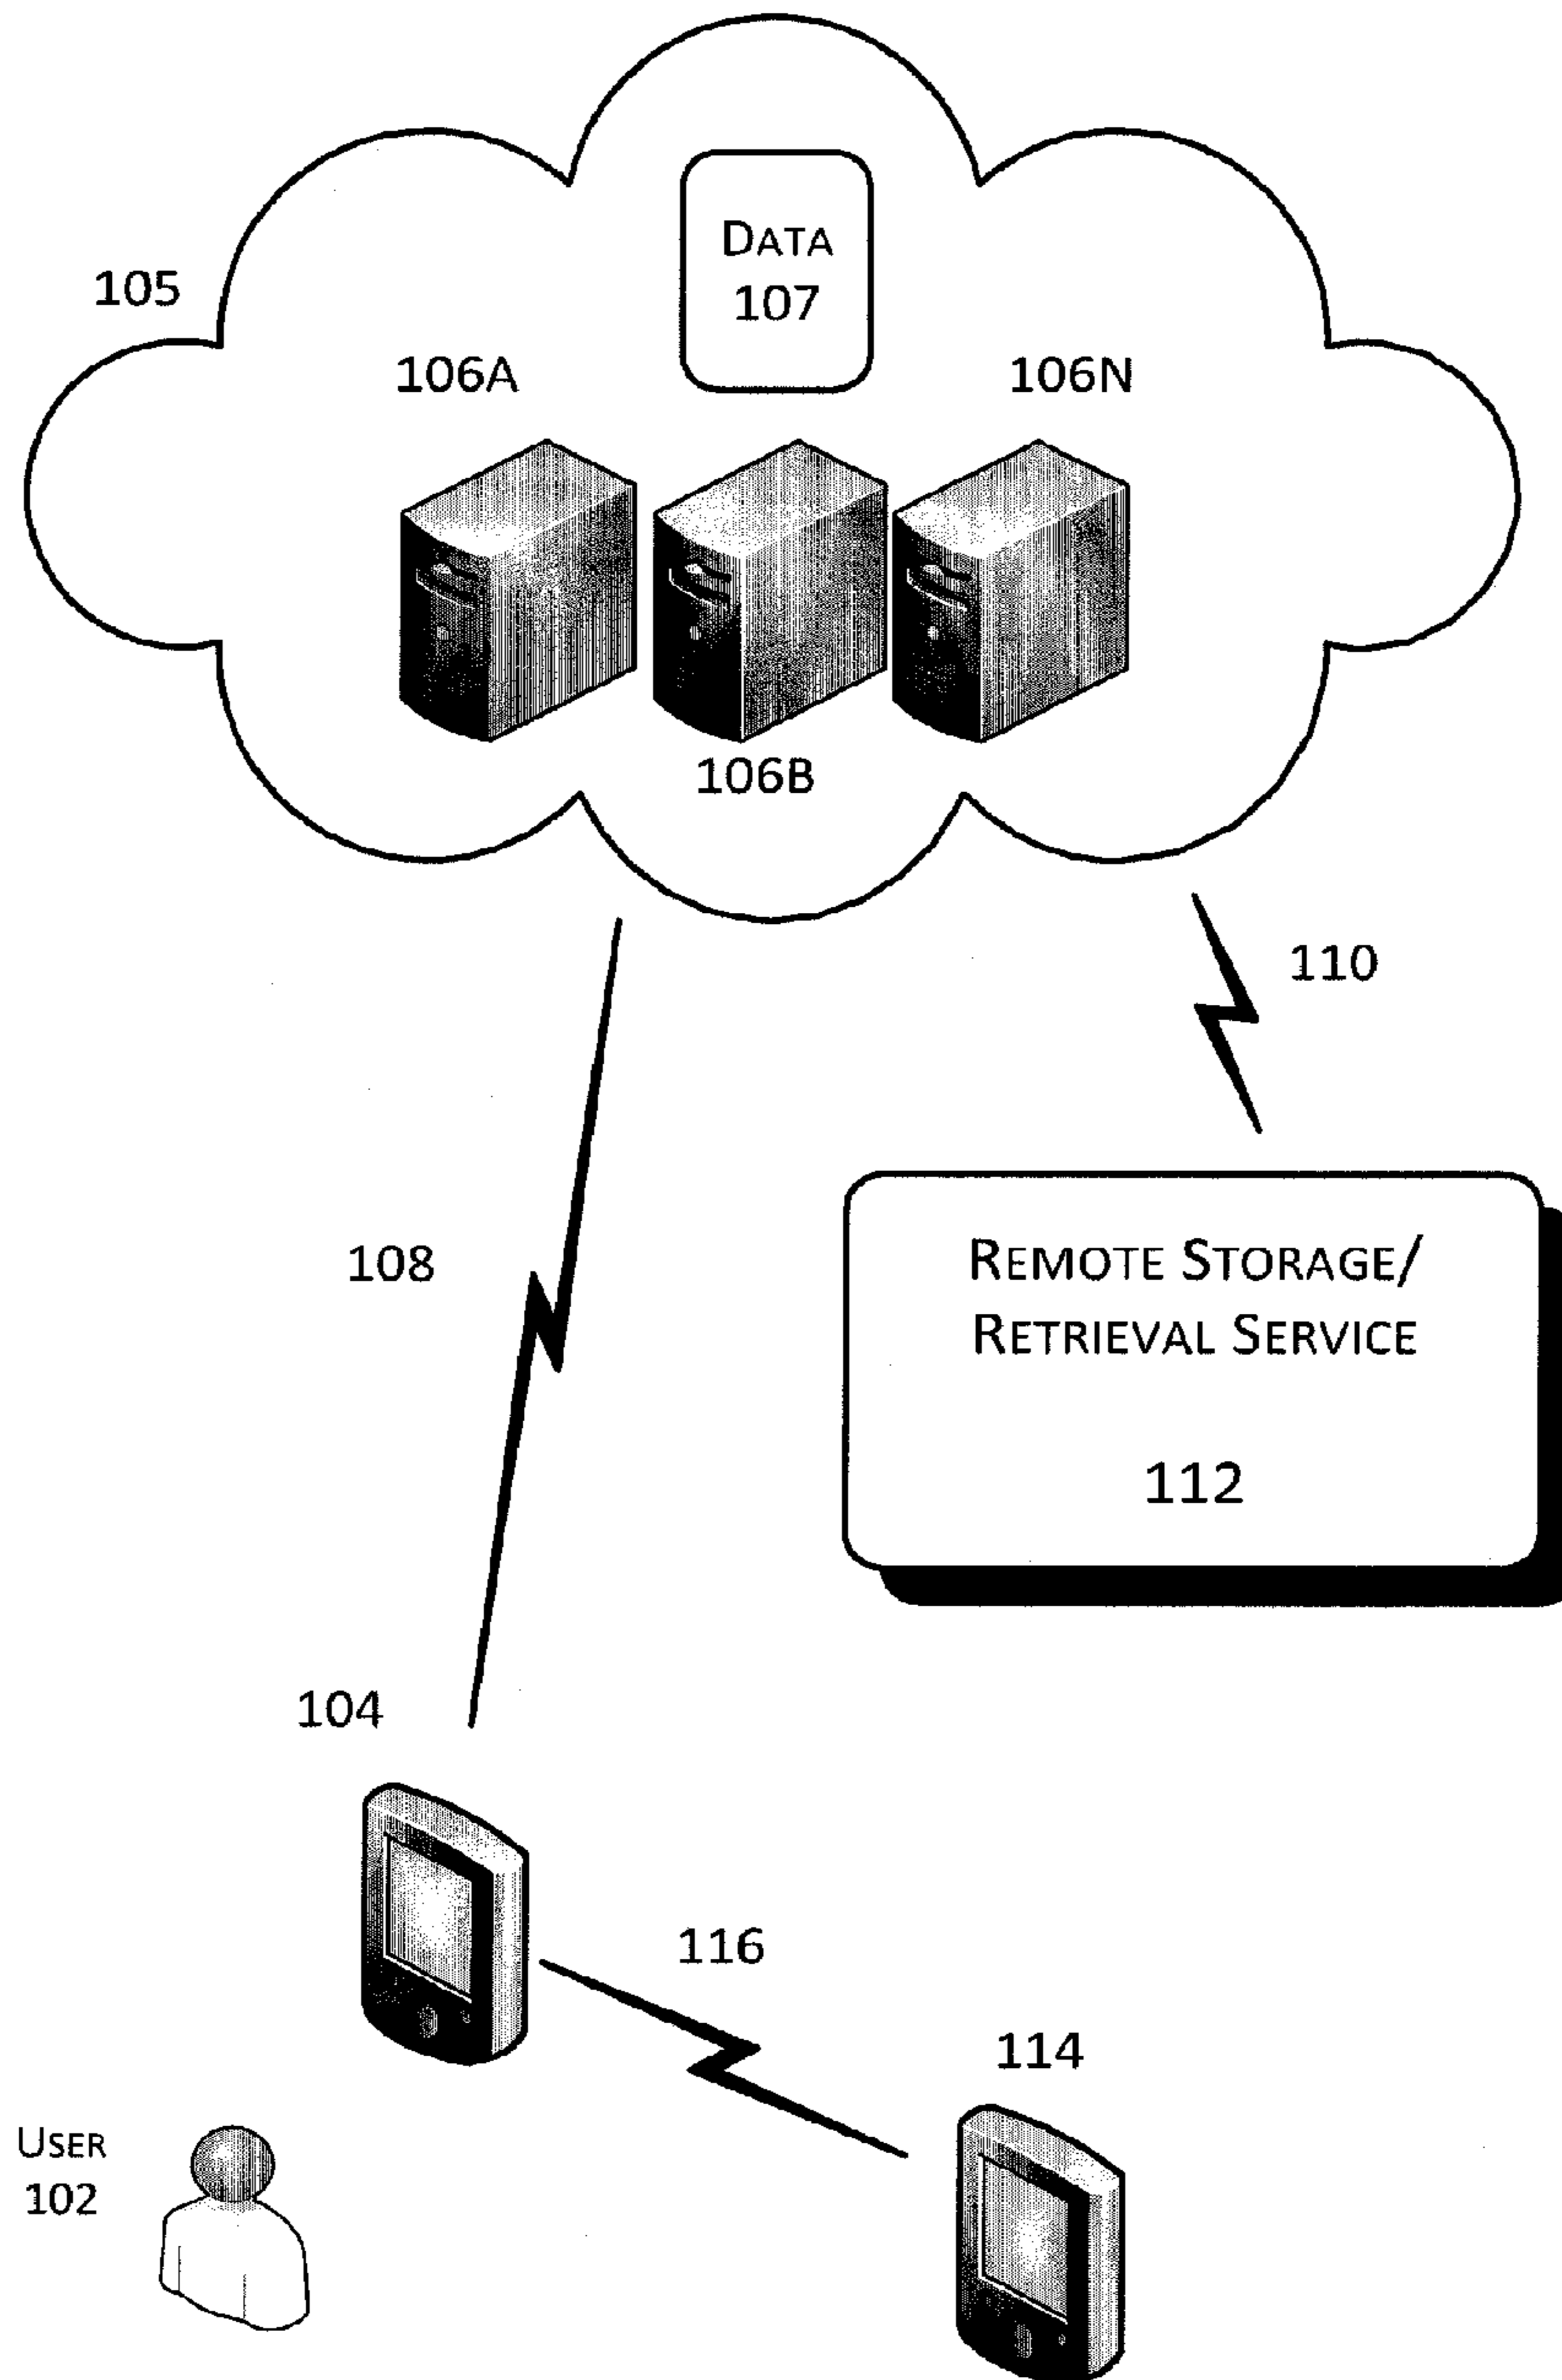 DATA
107
105
106A
106N
106B
110
REMOTE STORAGE/
RETRIEVAL SERVICE
112
108
104
116
114
USER
102